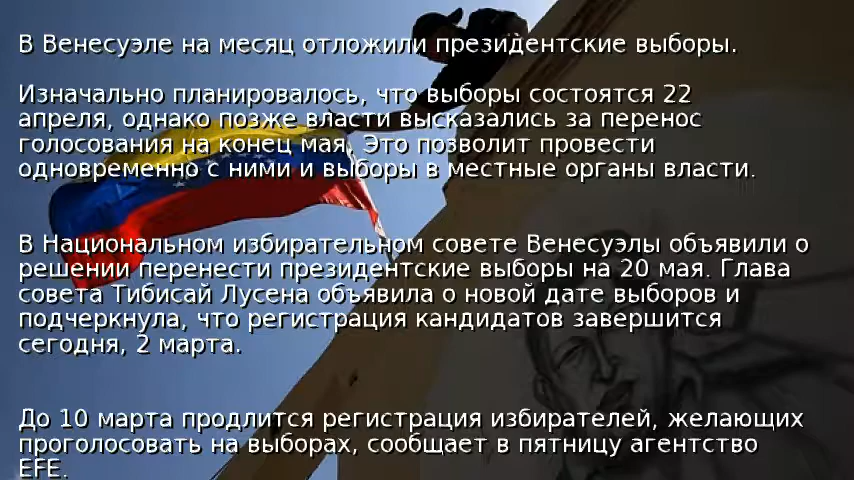 В Венесуэле на месяц отложили президентские выборы.
Изначально планировалось, что выборы состоятся 22
апреля, однако позже власти высказались за перенос
голосования на конец мая. Это позволит провести
одновременно с ними и выборы в местные органы власти.
В Национальном избирательном совете Венесуэлы объявили о
решении перенести президентские выборы на 20 мая. Глава
совета Тибисай Лусена объявила о новой дате выборов и
подчеркнула, что регистрация кандидатов завершится
сегодня, 2 марта.
До 10 марта продлится регистрация избирателей, желающих
проголосовать на выборах, сообщает в пятницу агентство
EFE.